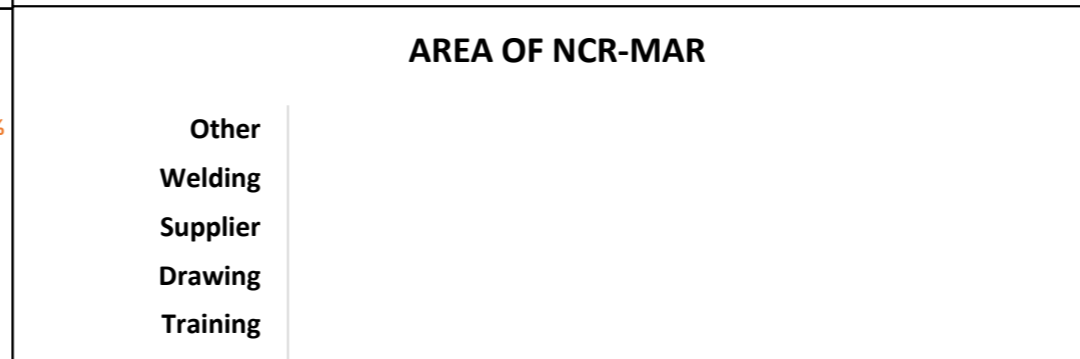 AREA OF NCR-MAR
Other
Welding
Supplier
Drawing
Training